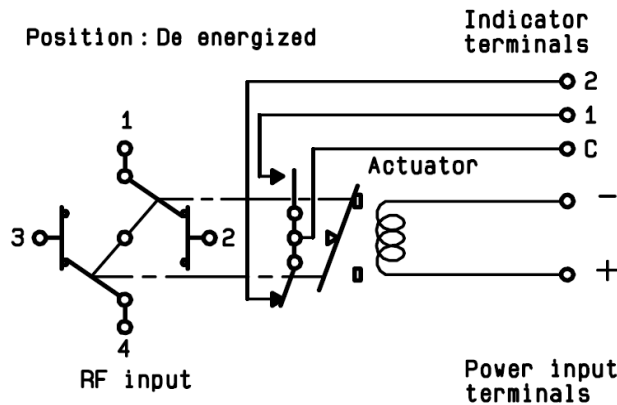 Position : De energized
Indicator
terminals
2
1
C
1
Actuator
-
3
2
+
4
RF input
Power input
terminals